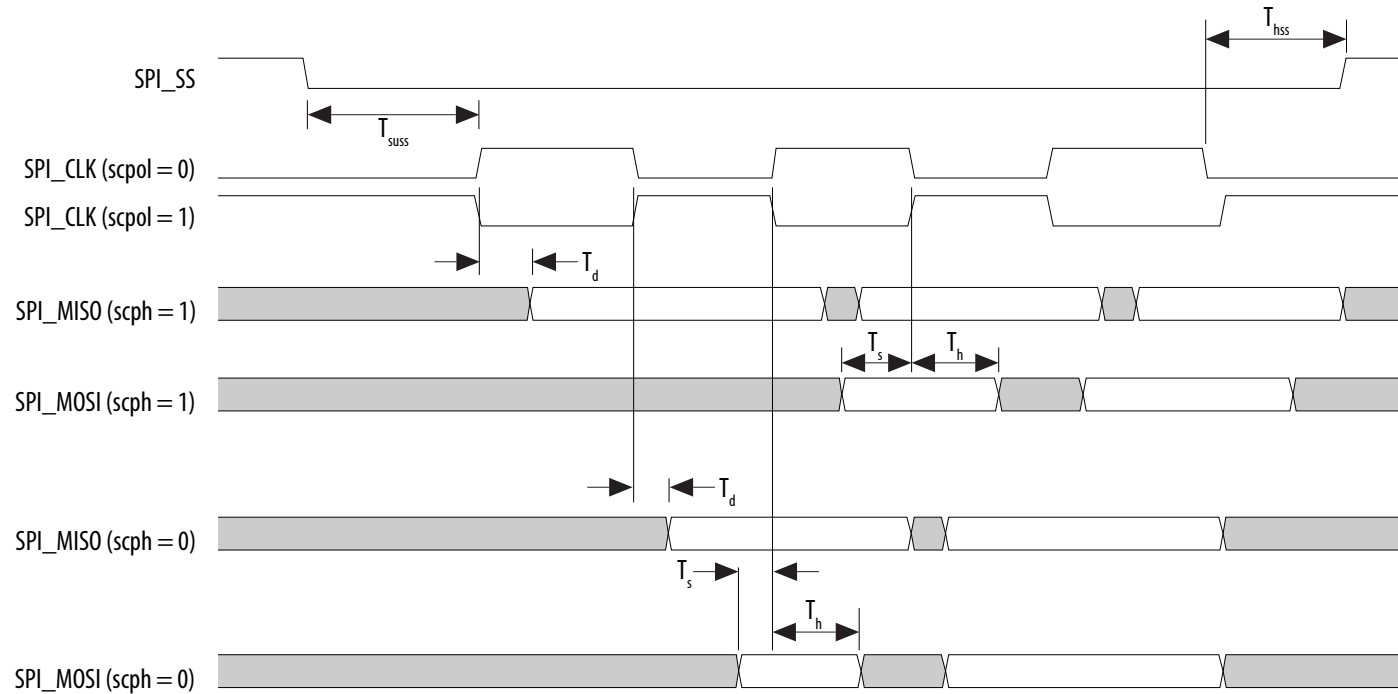 T_hss
SPI_SS
T_suss
SPI_CLK (scpol = 0)
SPI_CLK (scpol = 1)
T_d
SPI_MISO (scph = 1)
T_s
T_h
SPI_MOSI (scph = 1)
T_d
SPI_MISO (scph = 0)
T_s
T_h
SPI_MOSI (scph = 0)